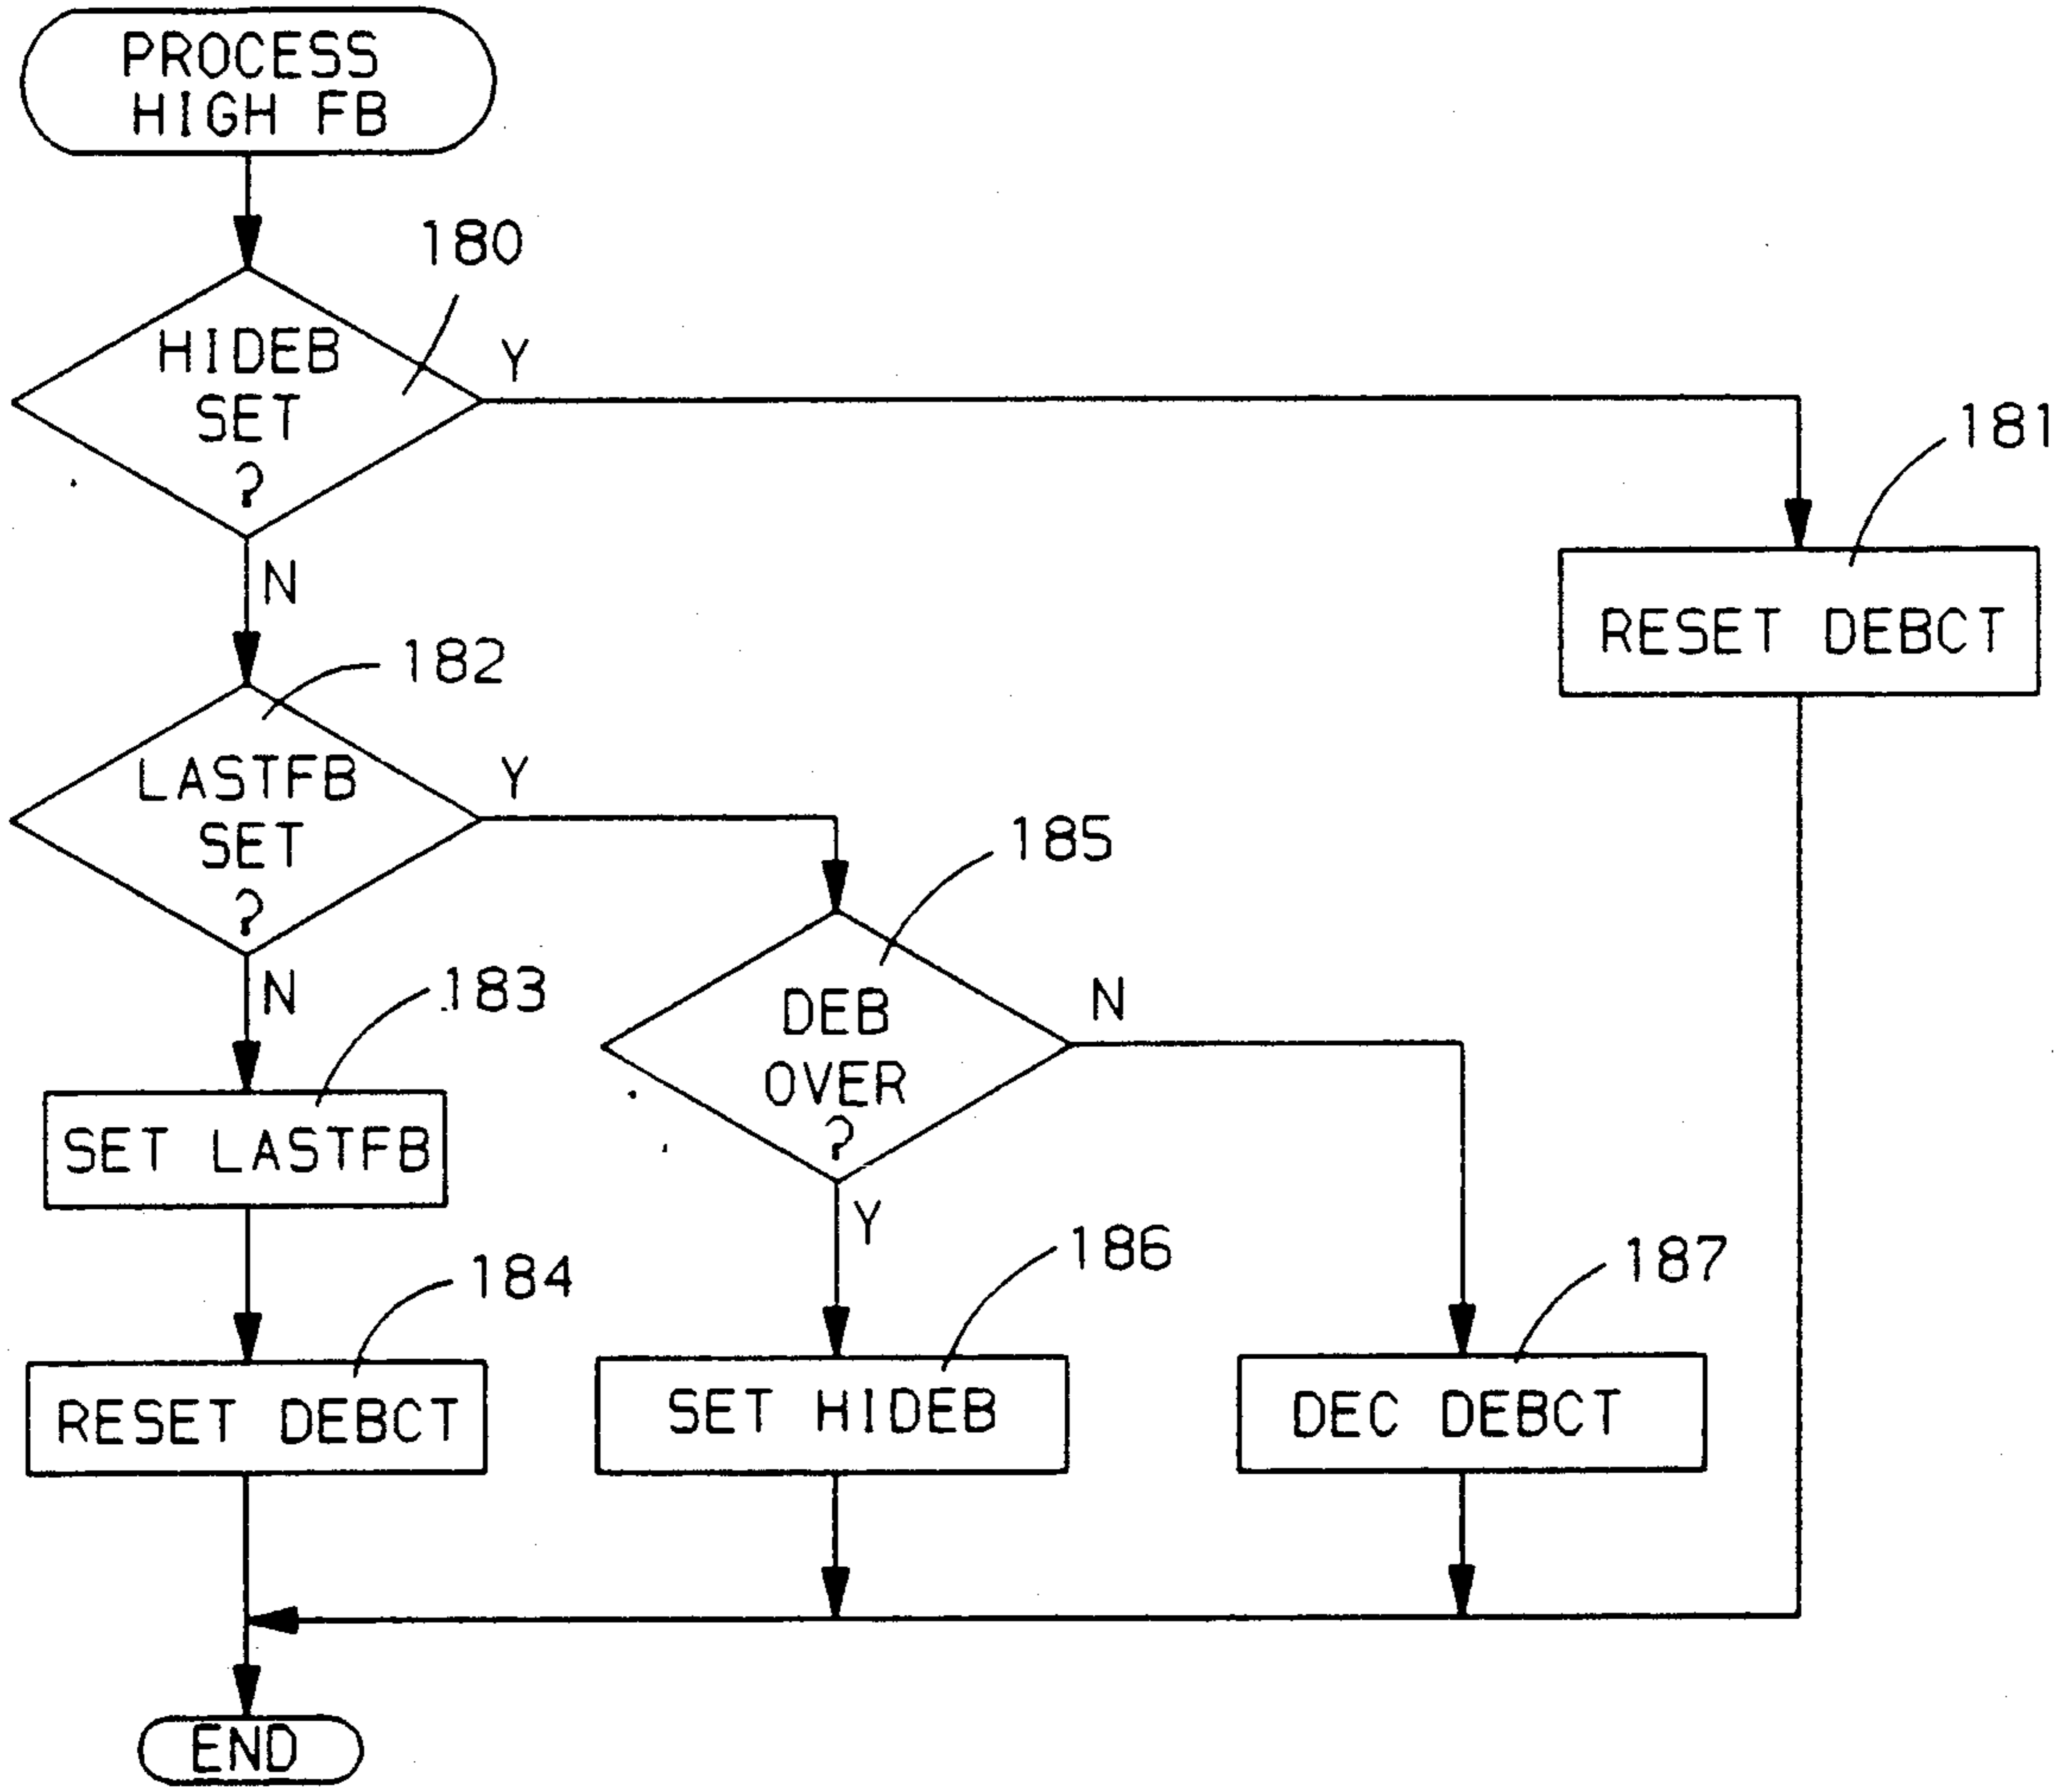 PROCESS
HIGH FB
180
HIDEB
SET
?
Y
N
181
RESET DEBCT
182
LASTFB
SET
?
Y
N
185
DEB
OVER
?
N
Y
183
SET LASTFB
184
RESET DEBCT
186
SET HIDEB
187
DEC DEBCT
END